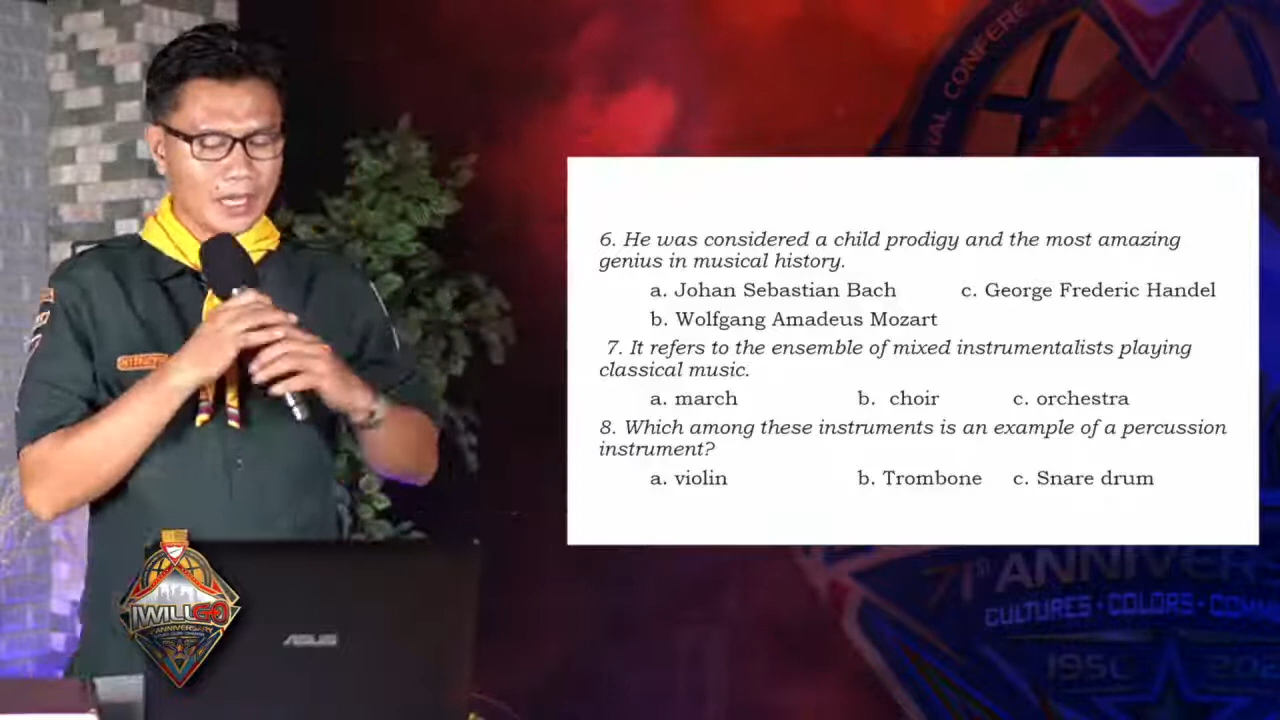 6. He was considered a child prodigy and the most amazing
genius in musical history.
a. Johan Sebastian Bach c. George Frederic Handel
b. Wolfgang Amadeus Mozart
7. It refers to the ensemble of mixed instrumentalists playing
classical music.
a. march b. choir c. orchestra
8. Which among these instruments is an example of a percussion
instrument?
a. violin b. Trombone c. Snare drum
71ST ANNIVERS
CULTURES • COLORS • COMM
1950 202
IWILLGO
ANNIVERSARY
ASUS